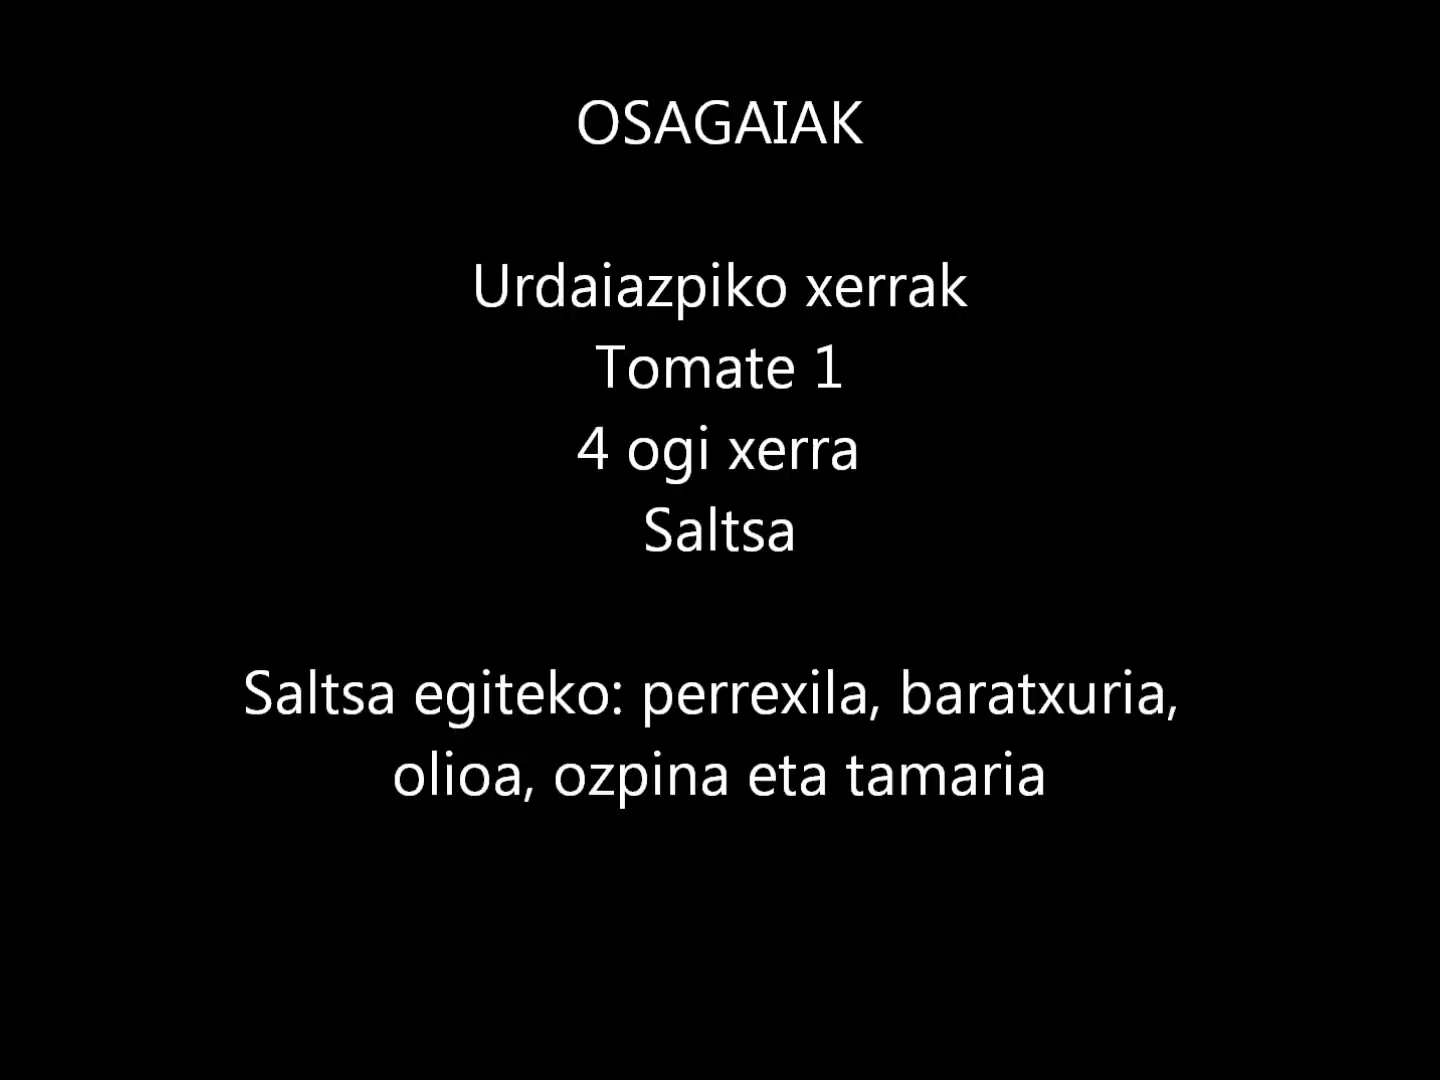 OSAGAIAK
Urdaiazpiko xerrak
Tomate 1
4 ogi xerra
Saltsa
Saltsa egiteko: perrexila, baratxuria,
olioa, ozpina eta tamaria